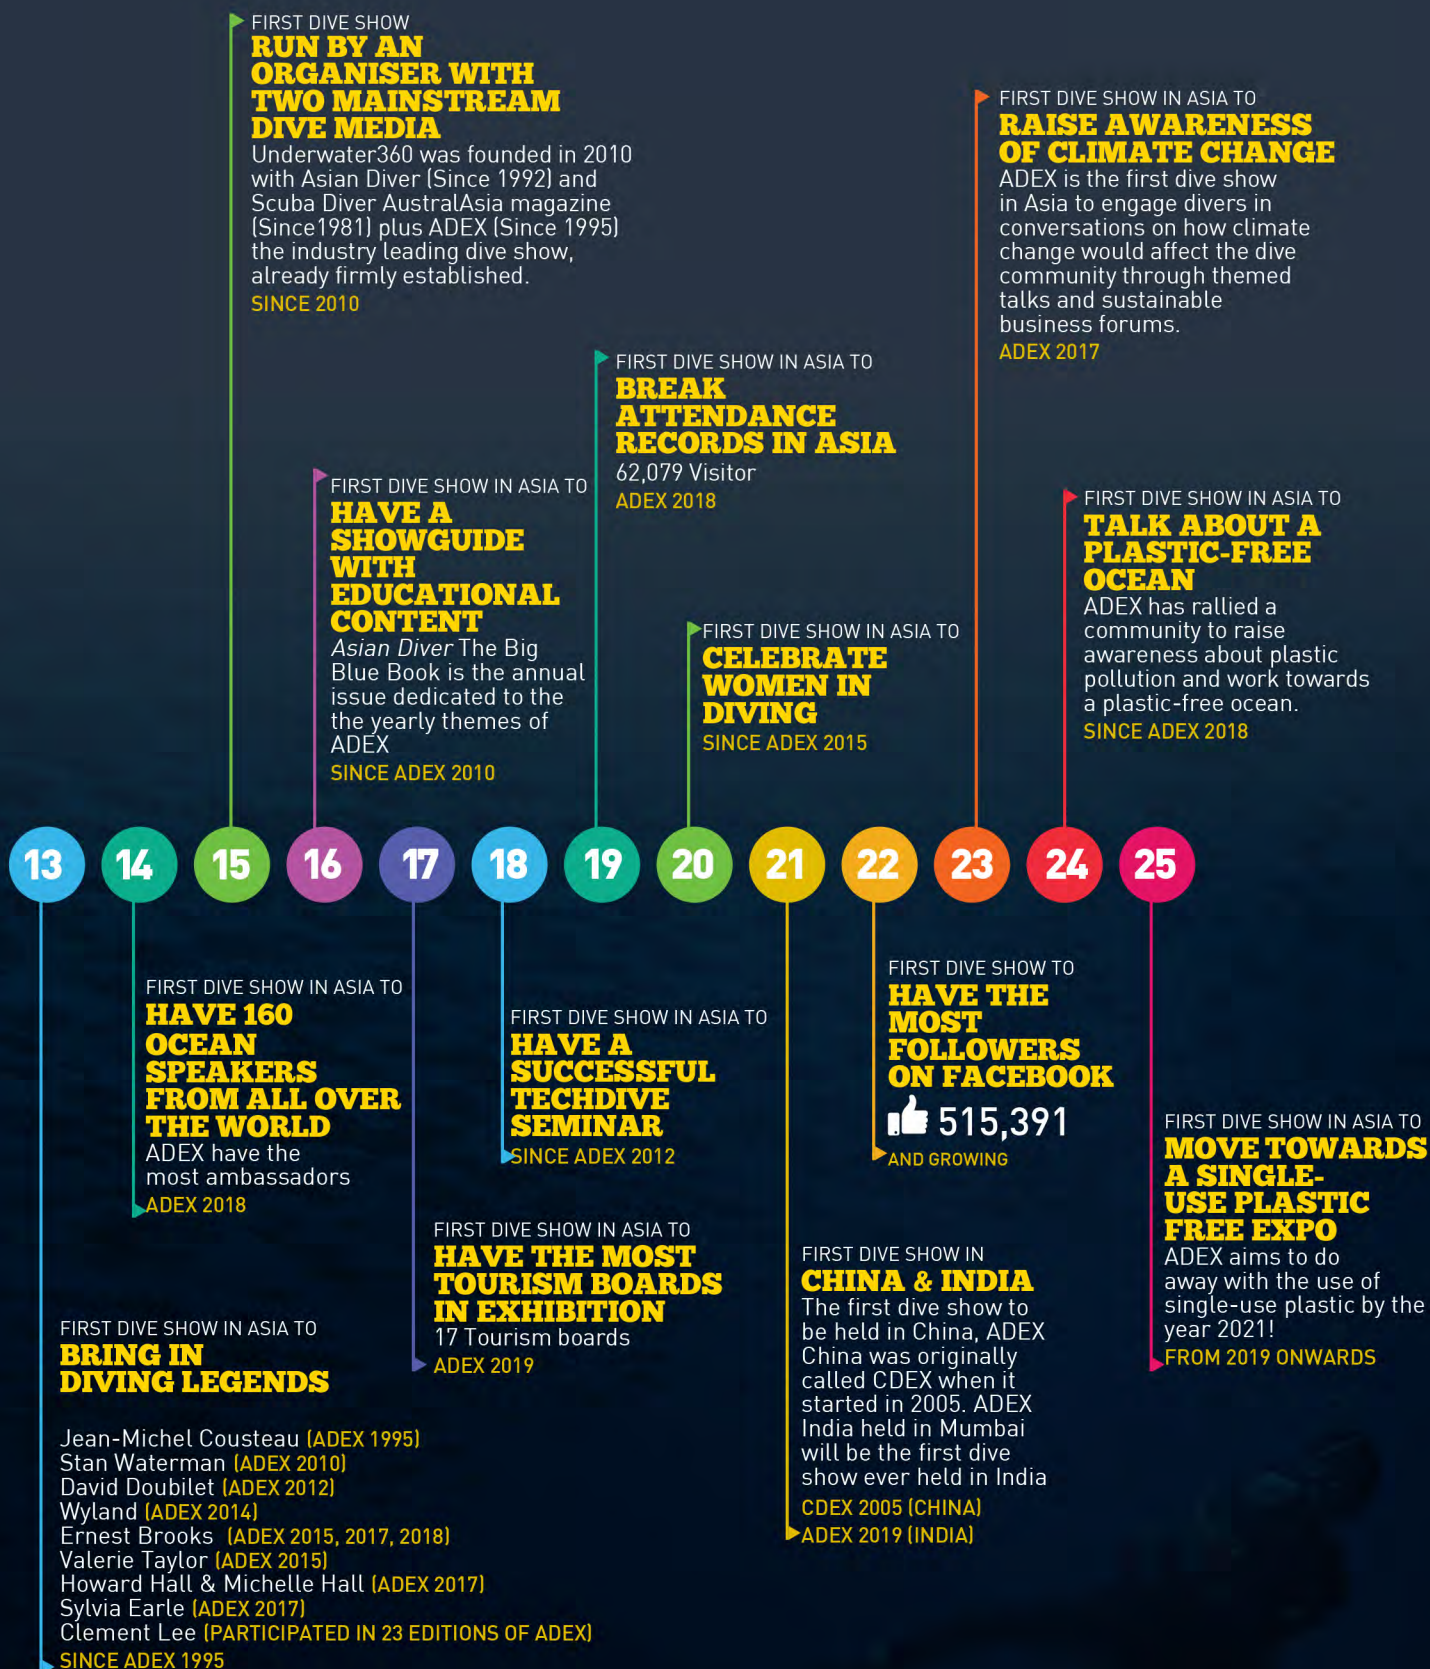 FIRST DIVE SHOW
RUN BY AN
ORGANISER WITH
TWO MAINSTREAM
DIVE MEDIA
Underwater360 was founded in 2010
with Asian Diver (Since 1992) and
Scuba Diver AustralAsia magazine
(Since1981) plus ADEX (Since 1995)
the industry leading dive show,
already firmly established.
SINCE 2010
FIRST DIVE SHOW IN ASIA TO
RAISE AWARENESS
OF CLIMATE CHANGE
ADEX is the first dive show
in Asia to engage divers in
conversations on how climate
change would affect the dive
community through themed
talks and sustainable
business forums.
ADEX 2017
FIRST DIVE SHOW IN ASIA TO
BREAK
ATTENDANCE
RECORDS IN ASIA
62,079 Visitor
ADEX 2018
FIRST DIVE SHOW IN ASIA TO
HAVE A
SHOWGUIDE
WITH
EDUCATIONAL
CONTENT
Asian Diver The Big
Blue Book is the annual
issue dedicated to the
the yearly themes of
ADEX
SINCE ADEX 2010
FIRST DIVE SHOW IN ASIA TO
TALK ABOUT A
PLASTIC-FREE
OCEAN
ADEX has rallied a
community to raise
awareness about plastic
pollution and work towards
a plastic-free ocean.
SINCE ADEX 2018
FIRST DIVE SHOW IN ASIA TO
CELEBRATE
WOMEN IN
DIVING
SINCE ADEX 2015
13 14 15 16 17 18 19 20 21 22 23 24 25
FIRST DIVE SHOW IN ASIA TO
HAVE 160
OCEAN
SPEAKERS
FROM ALL OVER
THE WORLD
ADEX have the
most ambassadors
ADEX 2018
FIRST DIVE SHOW IN ASIA TO
HAVE A
SUCCESSFUL
TECHDIVE
SEMINAR
SINCE ADEX 2012
FIRST DIVE SHOW TO
HAVE THE
MOST
FOLLOWERS
ON FACEBOOK
515,391
AND GROWING
FIRST DIVE SHOW IN ASIA TO
MOVE TOWARDS
A SINGLE-
USE PLASTIC
FREE EXPO
ADEX aims to do
away with the use of
single-use plastic by the
year 2021!
FROM 2019 ONWARDS
FIRST DIVE SHOW IN ASIA TO
HAVE THE MOST
TOURISM BOARDS
IN EXHIBITION
17 Tourism boards
ADEX 2019
FIRST DIVE SHOW IN
CHINA & INDIA
The first dive show to
be held in China, ADEX
China was originally
called CDEX when it
started in 2005. ADEX
India held in Mumbai
will be the first dive
show ever held in India
CDEX 2005 (CHINA)
ADEX 2019 (INDIA)
FIRST DIVE SHOW IN ASIA TO
BRING IN
DIVING LEGENDS
Jean-Michel Cousteau (ADEX 1995)
Stan Waterman (ADEX 2010)
David Doubilet (ADEX 2012)
Wyland (ADEX 2014)
Ernest Brooks (ADEX 2015, 2017, 2018)
Valerie Taylor (ADEX 2015)
Howard Hall & Michelle Hall (ADEX 2017)
Sylvia Earle (ADEX 2017)
Clement Lee (PARTICIPATED IN 23 EDITIONS OF ADEX)
SINCE ADEX 1995